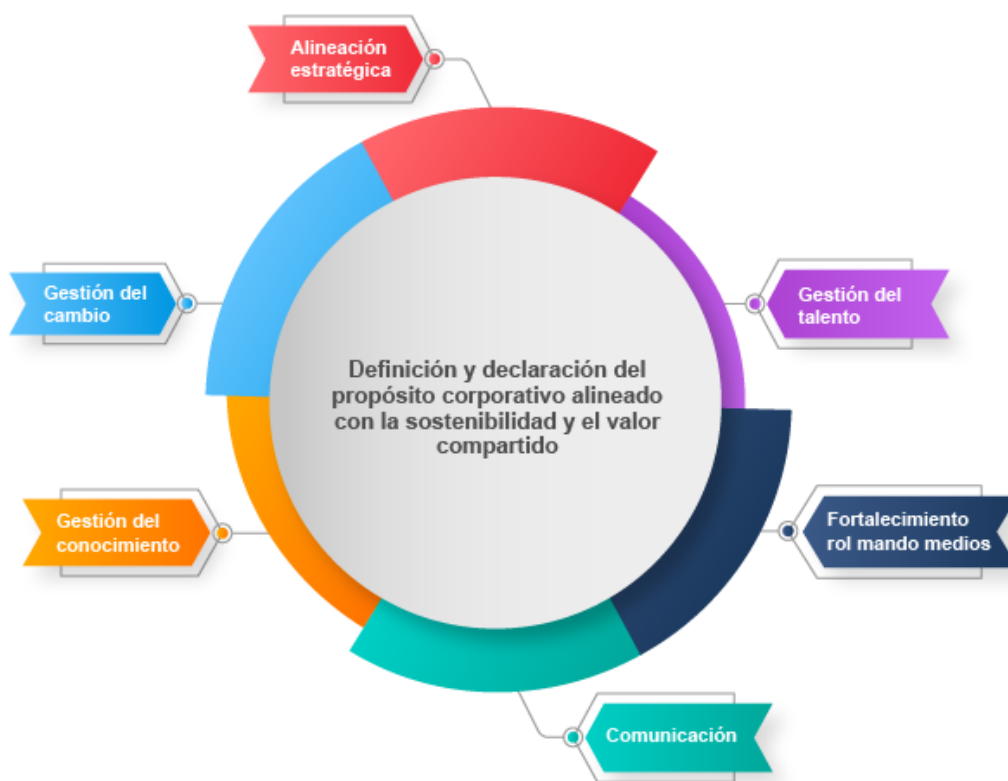 Alineación
estratégica
Gestión del
talento
Fortalecimiento
rol mando medios
Comunicación
Gestión del
conocimiento
Gestión del
cambio
Definición y declaración del
propósito corporativo alineado
con la sostenibilidad y el valor
compartido